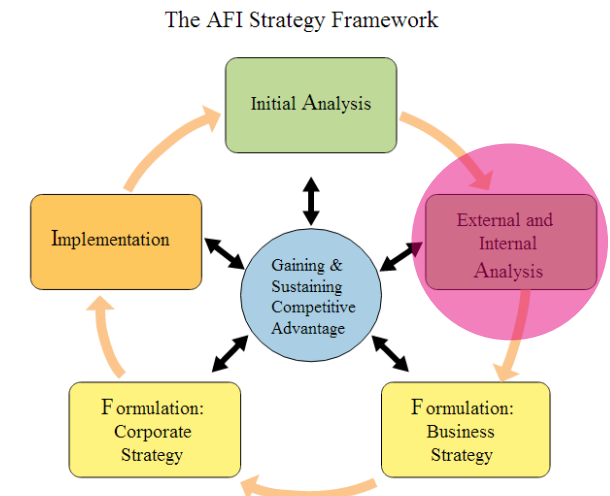 The AFI Strategy Framework
Initial Analysis
External and
Internal
Analysis
Implementation
Gaining &
Sustaining
Competitive
Advantage
Formulation:
Corporate
Strategy
Formulation:
Business
Strategy